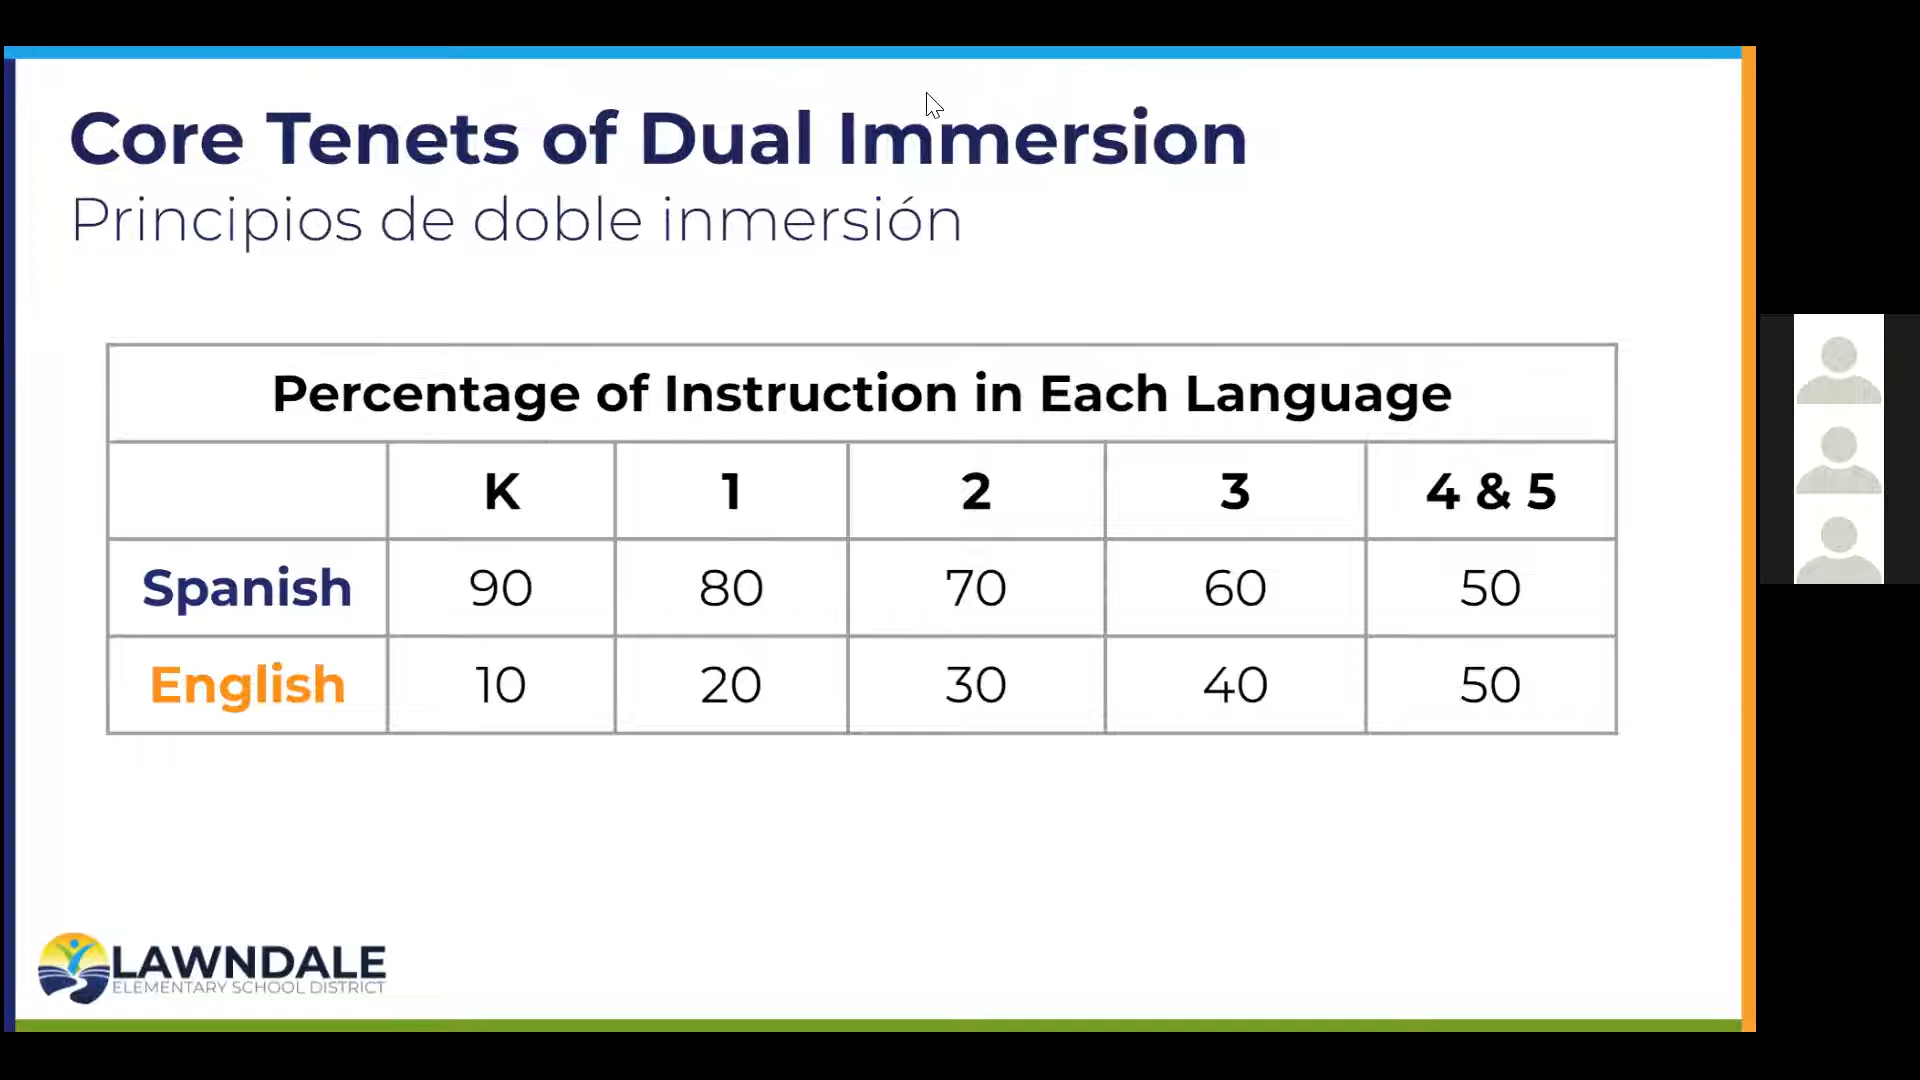 Core Tenets of Dual Immersion
Principios de doble inmersión
Percentage of Instruction in Each Language
K 1 2 3 4 & 5
Spanish 90 80 70 60 50
English 10 20 30 40 50
LAWNDALE
ELEMENTARY SCHOOL DISTRICT